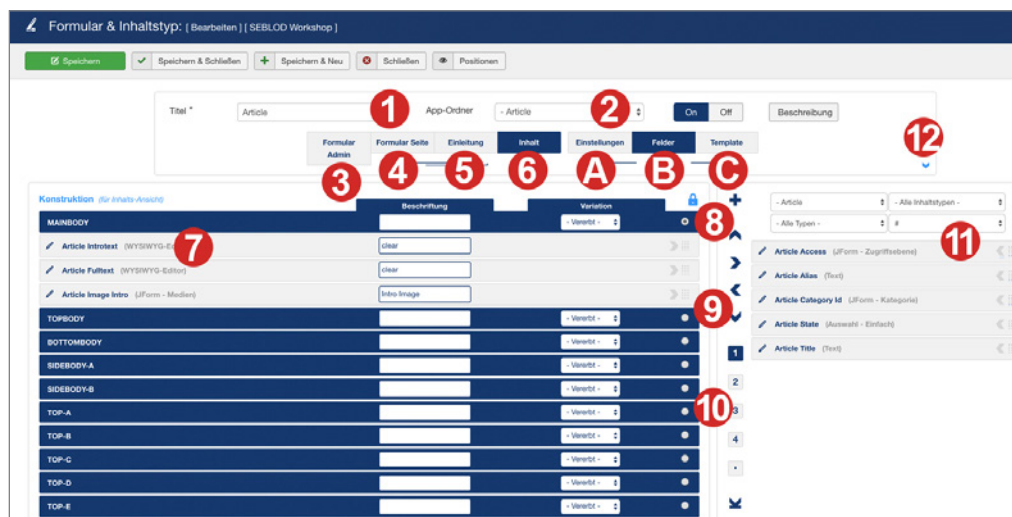 Formular & Inhaltstyp: [ Bearbeiten ] [ SEBLOD Workshop ]
Speichern Speichern & Schließen Speichern & Neu Schließen Positionen
Titel * Article 1 App-Ordner - Article 2 On Off Beschreibung
Formular Admin Formular Seite Einleitung Inhalt Einstellungen Felder Template
3 4 5 6 A B C 12
Konstruktion (für Inhalts-Ansicht)
Beschriftung Variation
MAINBODY - Vererbt - 8
Article Introtext 7 clear
Article Fulltext (WYSIWYG-Editor) clear
Article Image Intro (JForm - Medien) Intro Image
TOPBODY - Vererbt - 9
BOTTOMBODY - Vererbt -
SIDEBODY-A - Vererbt -
SIDEBODY-B - Vererbt -
TOP-A - Vererbt - 10
TOP-B - Vererbt -
TOP-C - Vererbt -
TOP-D - Vererbt -
TOP-E - Vererbt -
1
2
3
4
- Article - Alle Inhaltstypen -
- Alle Typen - #
11
Article Access (JForm - Zugriffsebene)
Article Alias (Text)
Article Category Id (JForm - Kategorie)
Article State (Auswahl - Einfach)
Article Title (Text)